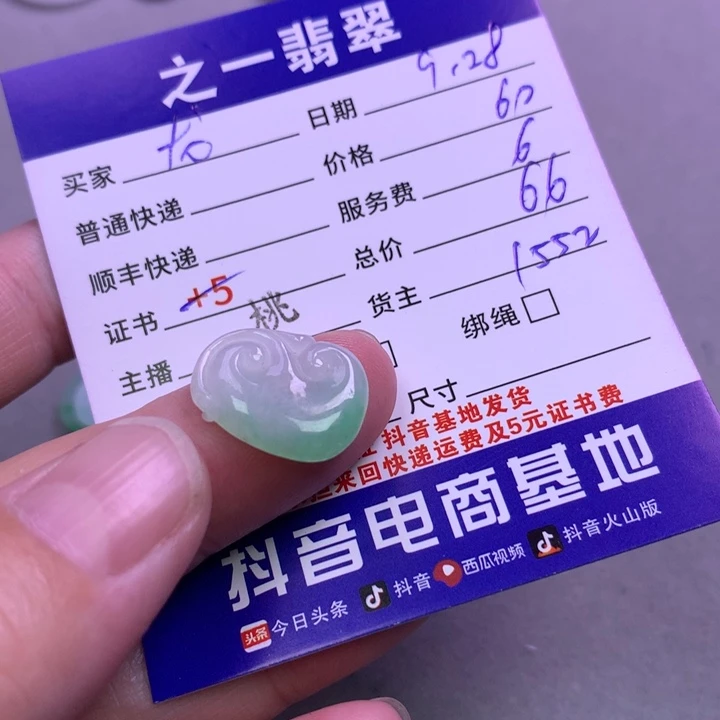 之一翡翠
买家
日期 9.28
普通快递
价格 60
顺丰快递
服务费 6
证书 +5
总价 66
主播 桃
货主 1552
绑绳
尺寸
抖音基地发货
来回快递运费及5元证书费
抖音电商基地
头条 今日头条 抖音 西瓜视频 抖音火山版